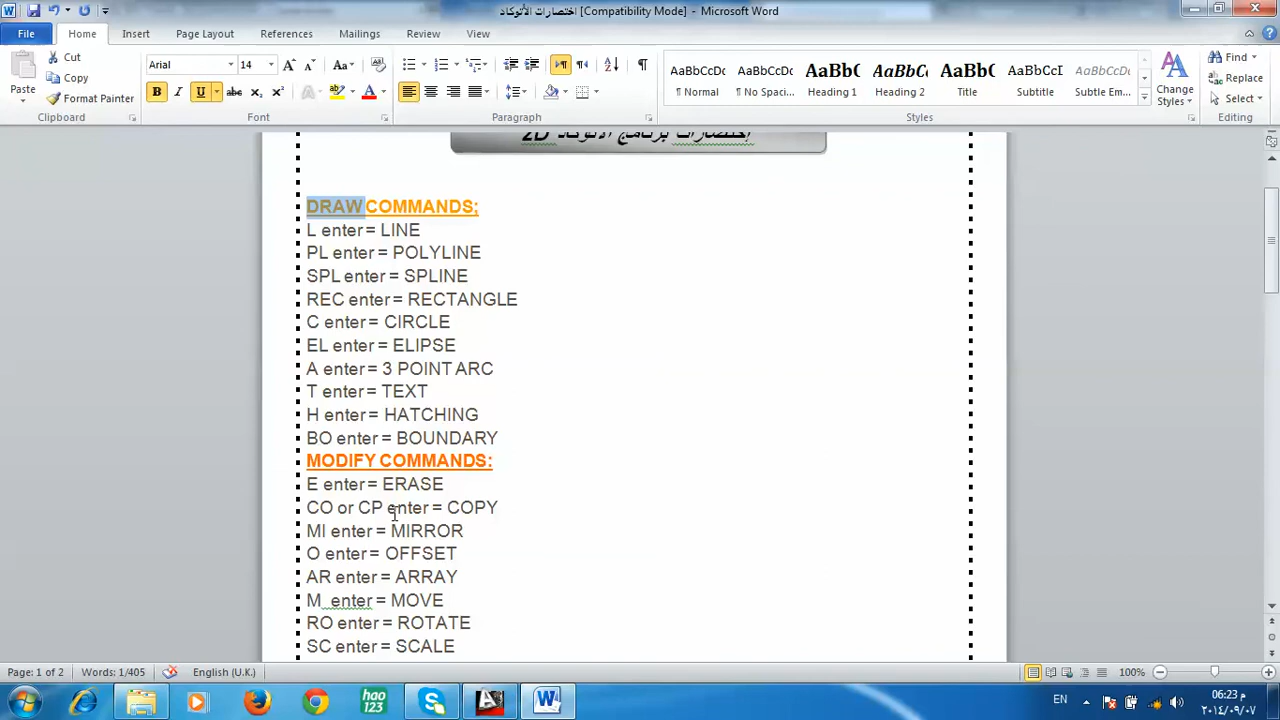 اختصارات الأتوكاد [Compatibility Mode] - Microsoft Word
File Home Insert Page Layout References Mailings Review View
Cut
Copy
Format Painter
Paste
Clipboard
Arial 14
Font
Paragraph
AaBbCcDc AaBbCcDc AaBbC AaBbCc AaBbC AaBbCcI AaBbCcDc
¶ Normal ¶ No Spaci... Heading 1 Heading 2 Title Subtitle Subtle Em...
Styles
Change Styles
Find
Replace
Select
Editing
إختصارات برنامج الاتوكاد 2D
DRAW COMMANDS;
L enter = LINE
PL enter = POLYLINE
SPL enter = SPLINE
REC enter = RECTANGLE
C enter = CIRCLE
EL enter = ELIPSE
A enter = 3 POINT ARC
T enter = TEXT
H enter = HATCHING
BO enter = BOUNDARY
MODIFY COMMANDS:
E enter = ERASE
CO or CP enter = COPY
MI enter = MIRROR
O enter = OFFSET
AR enter = ARRAY
M enter = MOVE
RO enter = ROTATE
SC enter = SCALE
Page: 1 of 2 Words: 1/405 English (U.K.) 100%
hao123
EN
06:23 م
٢٠١٤/٠٩/٠٧